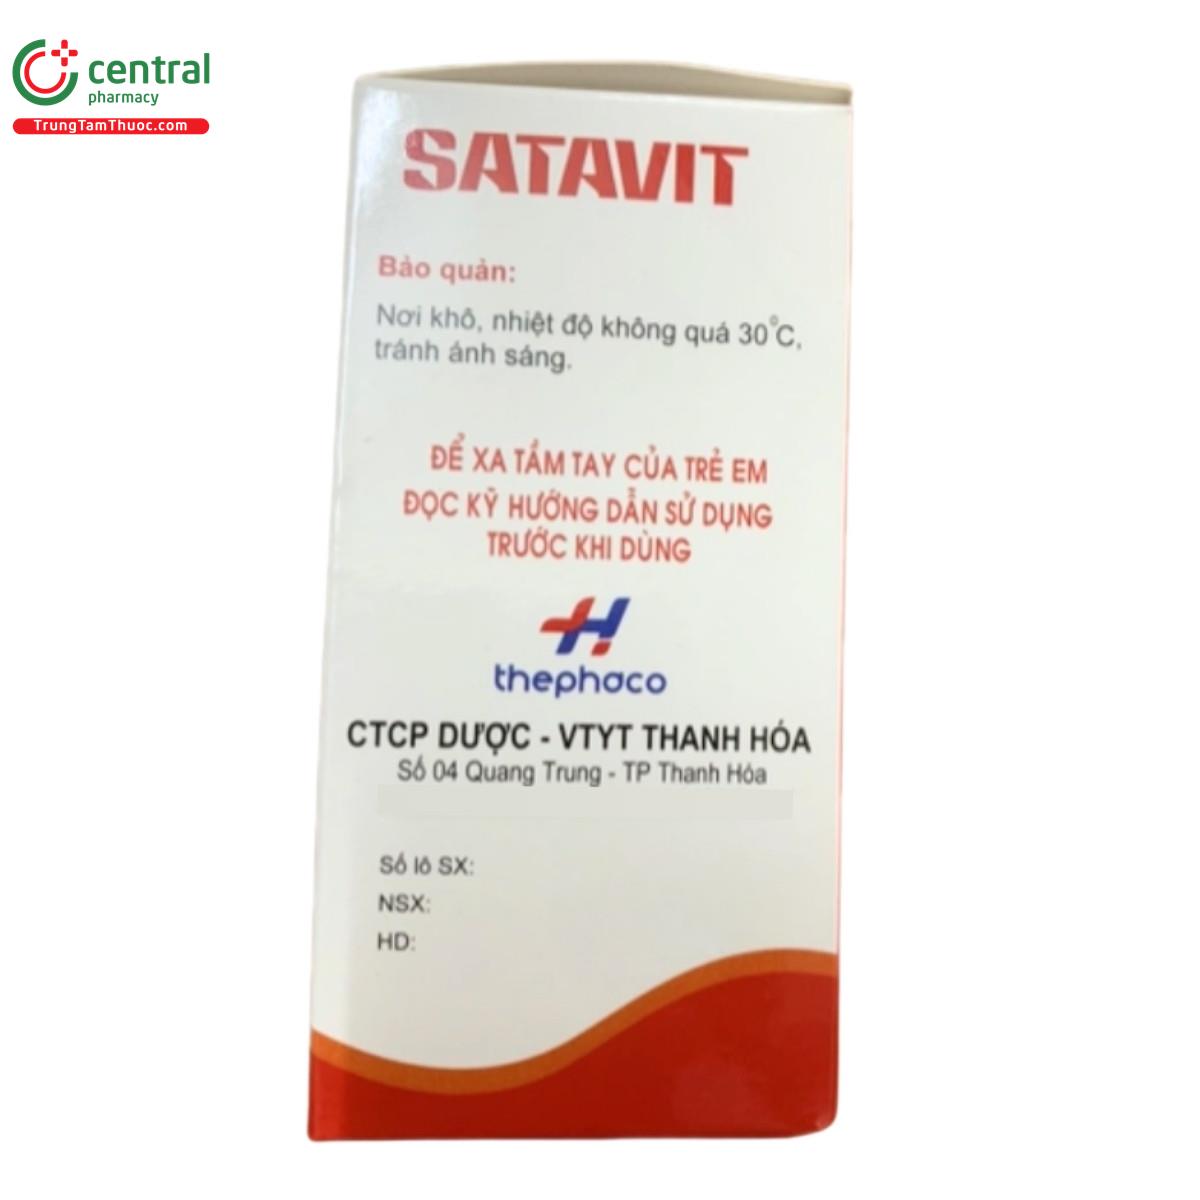 central
pharmacy
TrungTamThuoc.com
SATAVIT
Bảo quản:
Nơi khô, nhiệt độ không quá 30°C,
tránh ánh sáng.
ĐỂ XA TẦM TAY CỦA TRẺ EM
ĐỌC KỸ HƯỚNG DẪN SỬ DỤNG
TRƯỚC KHI DÙNG
thephaco
CTCP DƯỢC - VTYT THANH HÓA
Số 04 Quang Trung - TP Thanh Hóa
Số lô SX:
NSX:
HD: